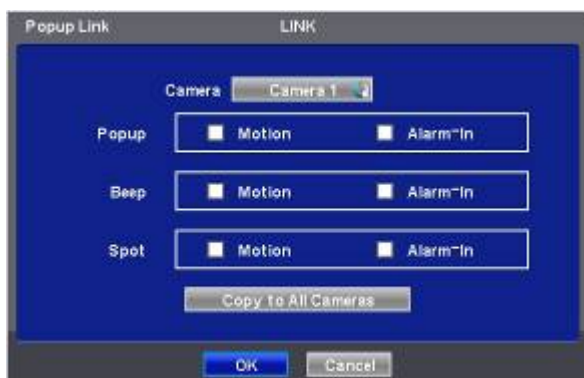 Popup Link LINK
Camera Camera 1
Popup Motion Alarm-In
Beep Motion Alarm-In
Spot Motion Alarm-In
Copy to All Cameras
OK Cancel